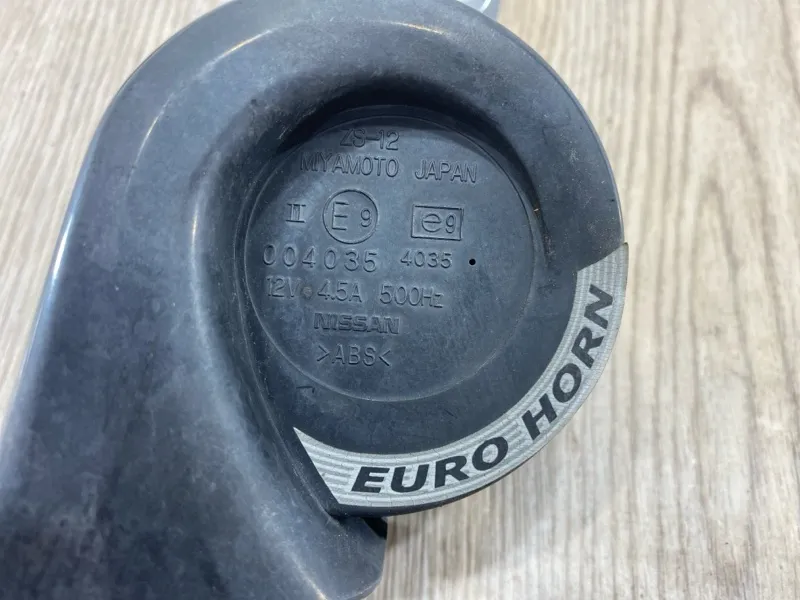 ZS-12
MIYAMOTO JAPAN
II E9 e9
004035 4035
12V 4.5A 500Hz
NISSAN
>ABS<
EURO HORN